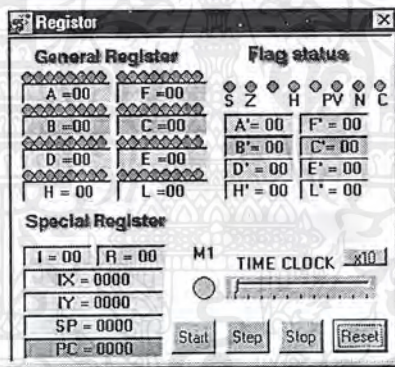 Registor
General Register
Flag status
A =00 F =00
B =00 C =00
D =00 E =00
H = 00 L =00
S Z H PV N C
A'= 00 F' = 00
B'= 00 C'= 00
D' = 00 E' = 00
H' = 00 L' = 00
Special Register
I = 00 R = 00
IX = 0000
IY = 0000
SP = 0000
PC = 0000
M1
TIME CLOCK x10
Start Step Stop Reset